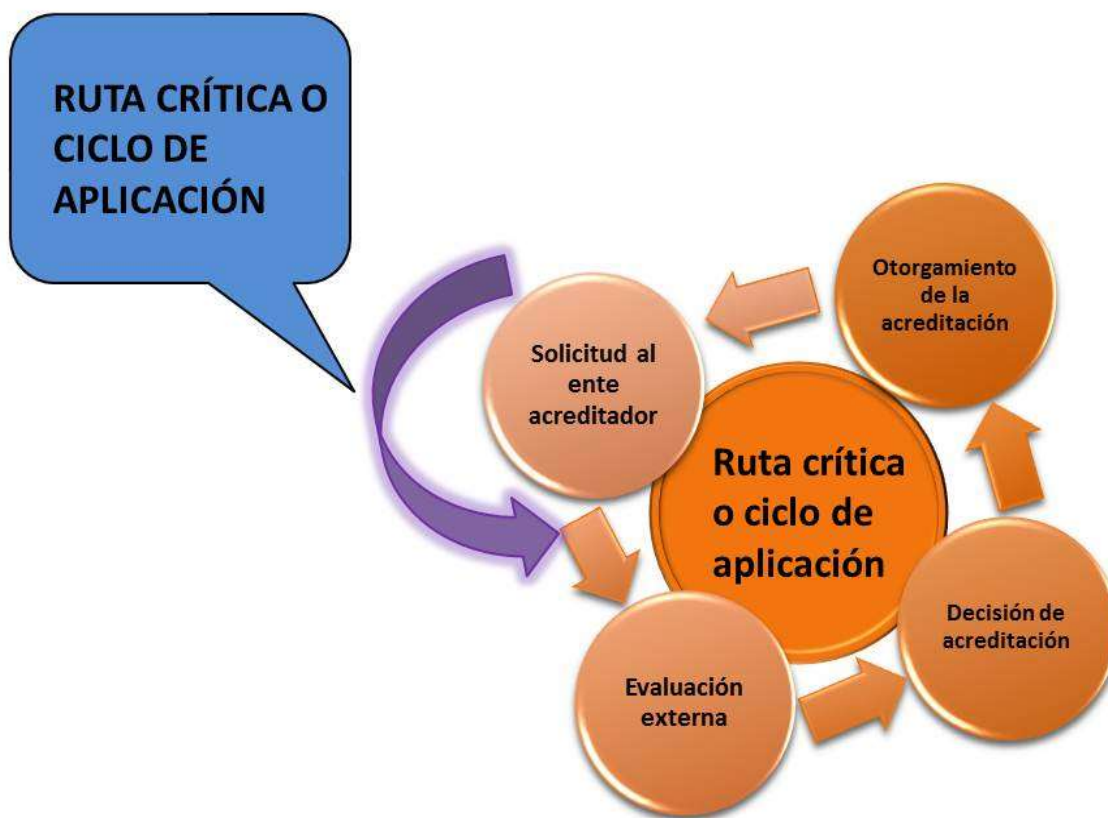 RUTA CRÍTICA O
CICLO DE
APLICACIÓN
Otorgamiento
de la
acreditación
Solicitud al
ente
acreditador
Ruta crítica
o ciclo de
aplicación
Decisión de
acreditación
Evaluación
externa